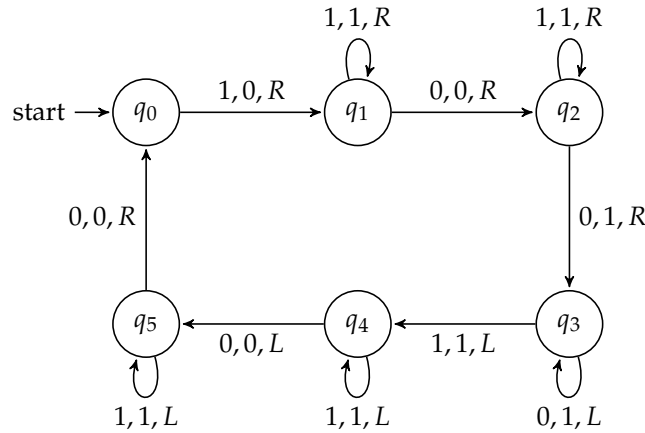 1, 1, R 1, 1, R
start q0 1, 0, R q1 0, 0, R q2
0, 0, R 0, 1, R
q5 0, 0, L q4 1, 1, L q3
1, 1, L 1, 1, L 0, 1, L